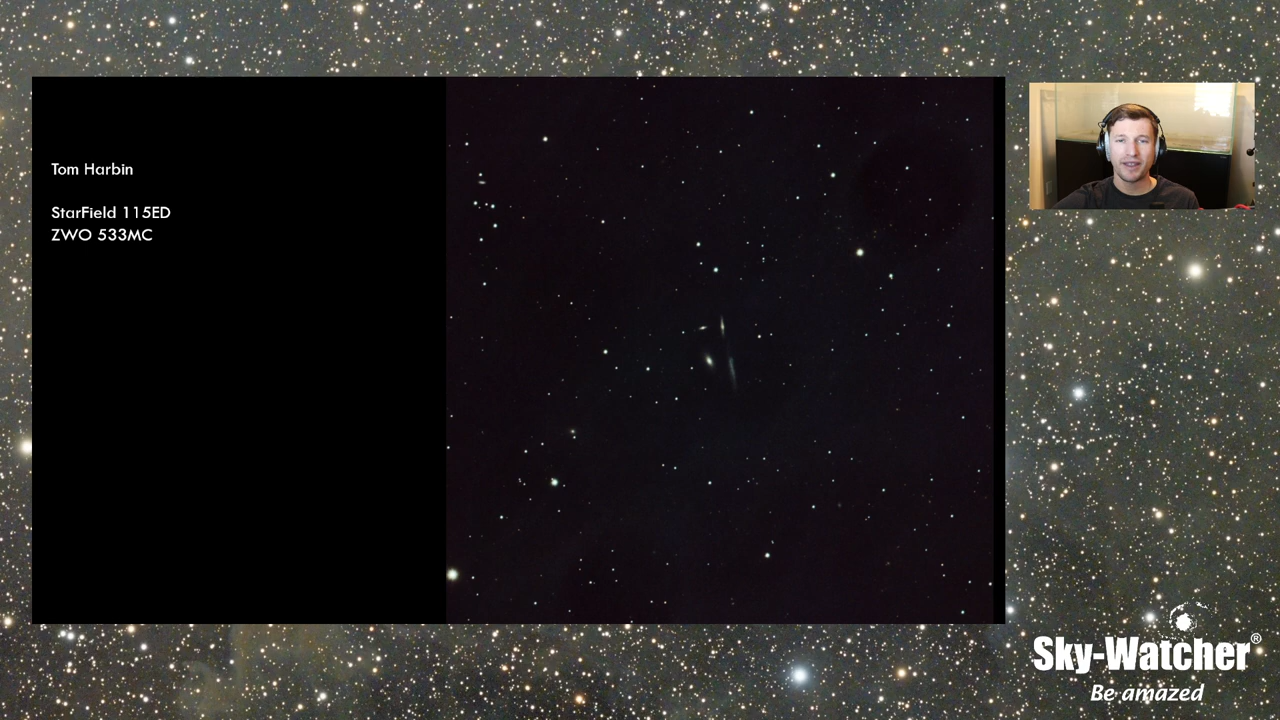 Tom Harbin
StarField 115ED
ZWO 533MC
Sky-Watcher®
Be amazed